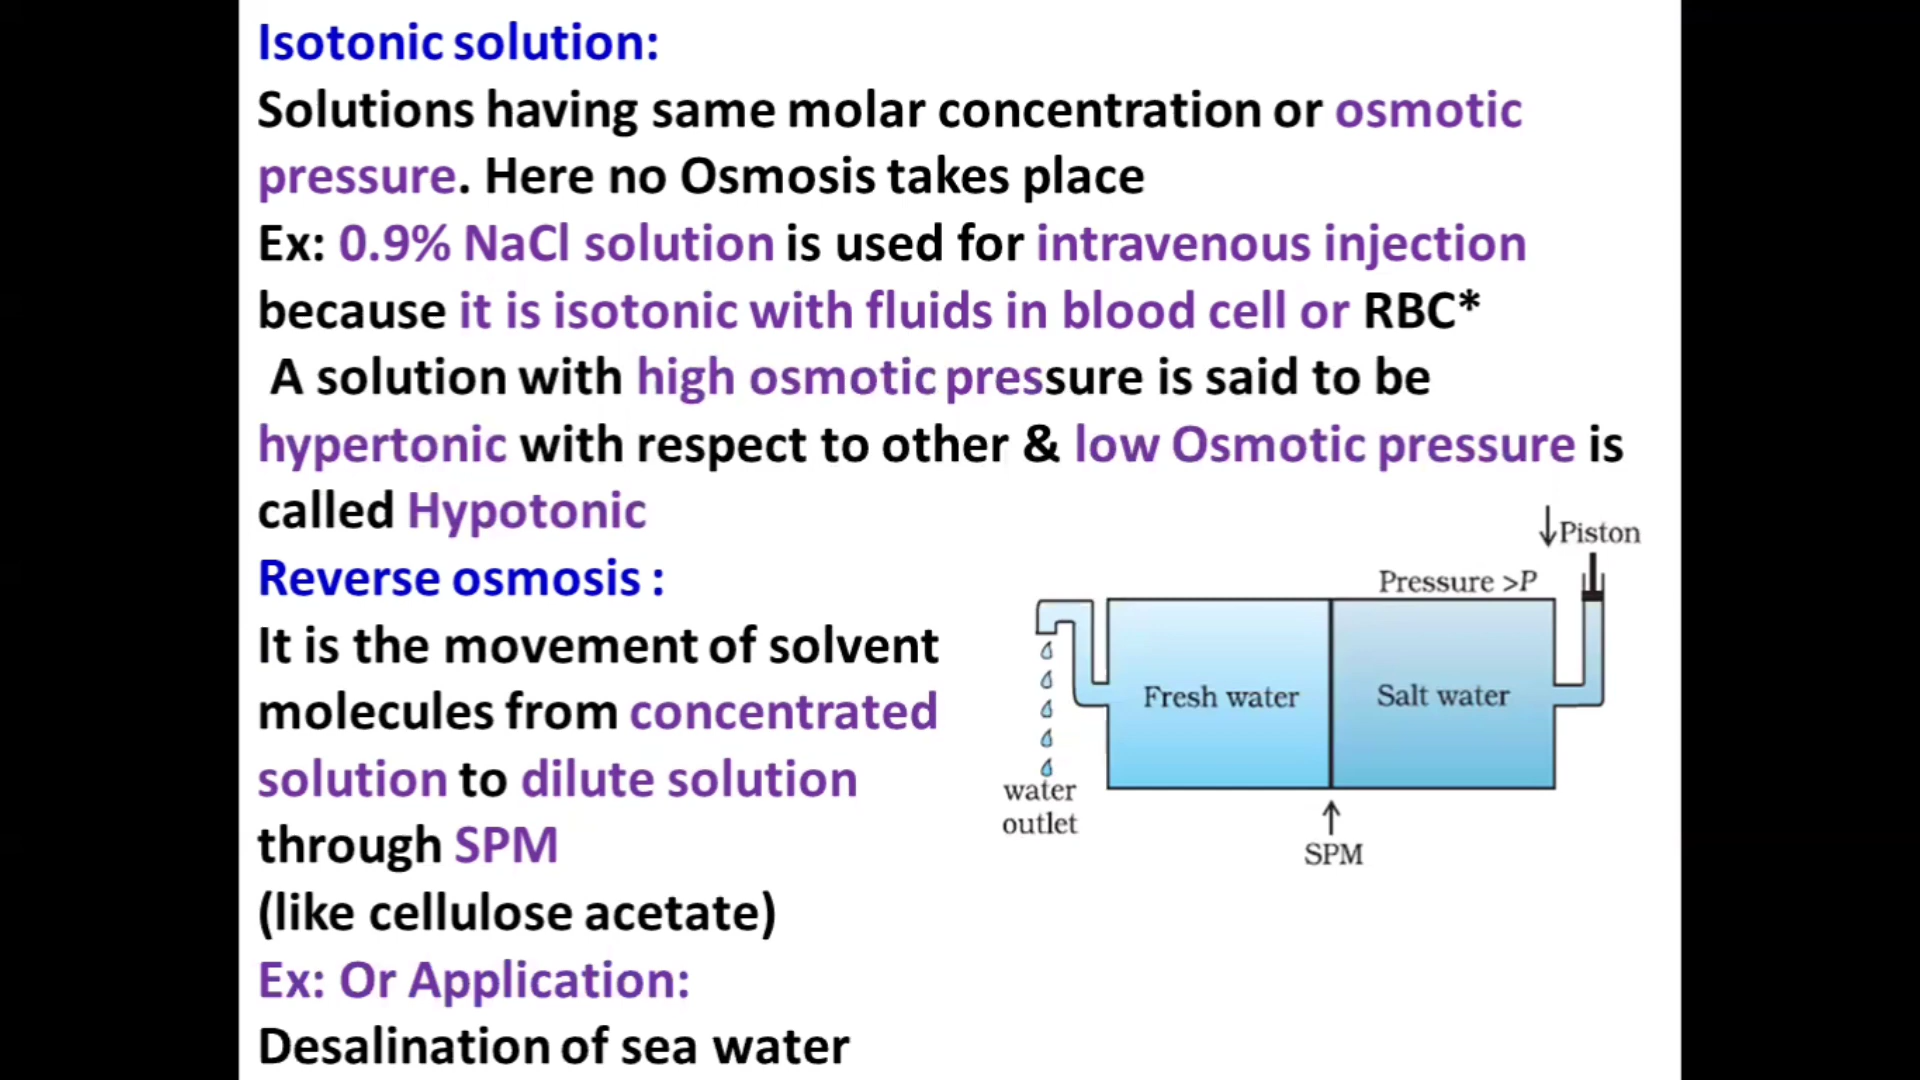 Isotonic solution:
Solutions having same molar concentration or osmotic
pressure. Here no Osmosis takes place
Ex: 0.9% NaCl solution is used for intravenous injection
because it is isotonic with fluids in blood cell or RBC*
A solution with high osmotic pressure is said to be
hypertonic with respect to other & low Osmotic pressure is
called Hypotonic
Reverse osmosis :
It is the movement of solvent
molecules from concentrated
solution to dilute solution
through SPM
(like cellulose acetate)
Ex: Or Application:
Desalination of sea water
Piston
Pressure >P
Fresh water
Salt water
water
outlet
SPM